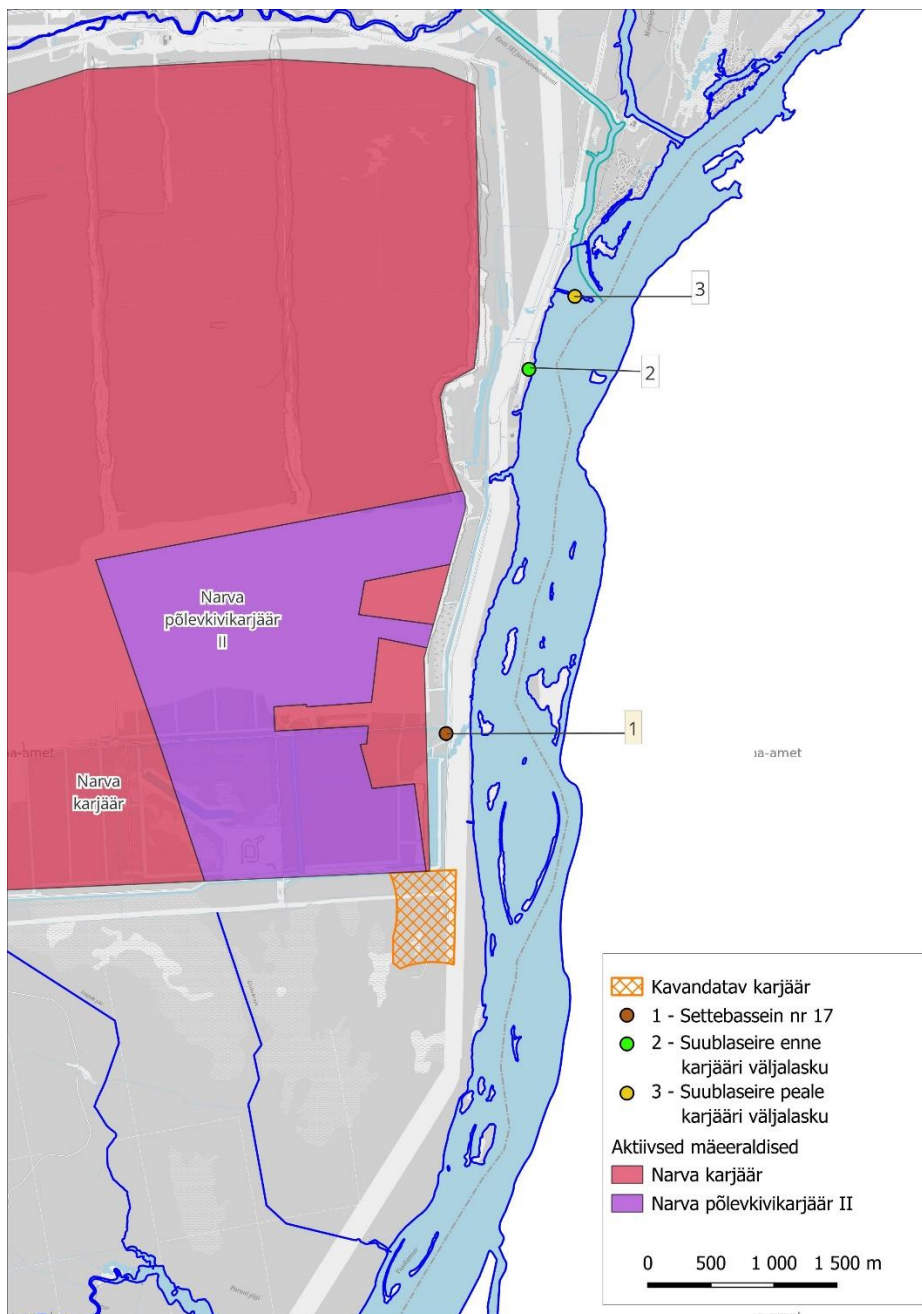 3
2
Narva
põlevkivikarjäär
II
1
Narva
karjäär
Kavandatav karjäär
1 - Settebassein nr 17
2 - Suublaseire enne
karjääri väljalasku
3 - Suublaseire peale
karjääri väljalasku
Aktiivsed mäeeraldised
Narva karjäär
Narva põlevkivikarjäär II
0 500 1 000 1 500 m